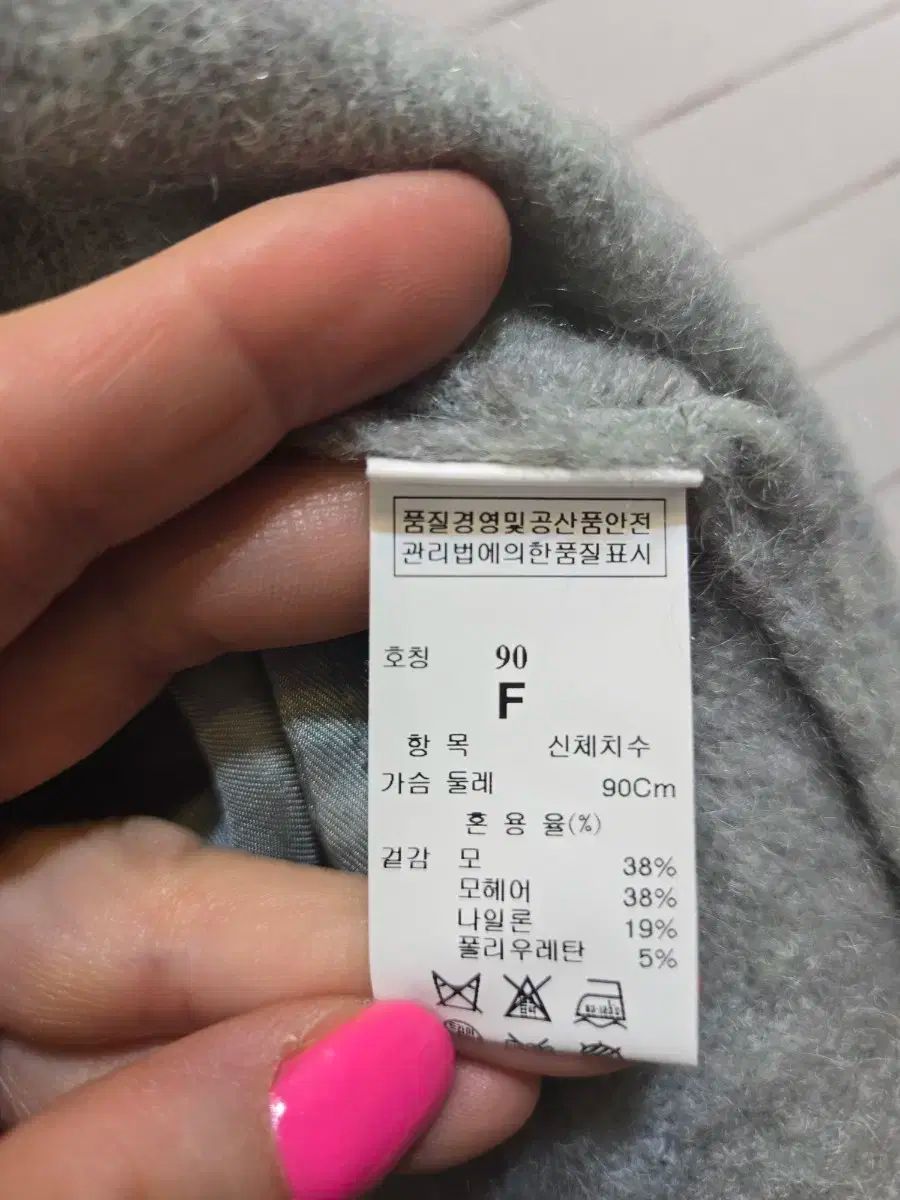 품질경영및공산품안전
관리법에의한품질표시
호칭 90
F
항 목 신체치수
가슴 둘레 90Cm
혼 용 율(%)
겉감 모 38%
모헤어 38%
나일론 19%
폴리우레탄 5%